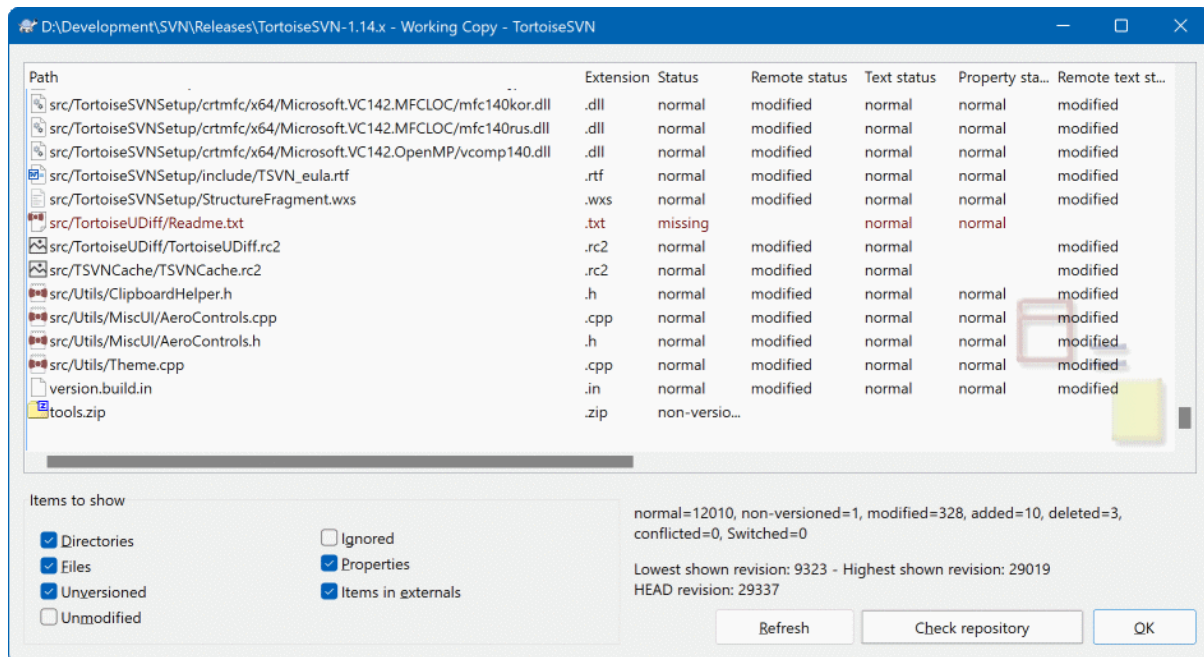 D:\Development\SVN\Releases\TortoiseSVN-1.14.x - Working Copy - TortoiseSVN
Path Extension Status Remote status Text status Property sta... Remote text st...
src/TortoiseSVNSetup/crtmfc/x64/Microsoft.VC142.MFCLOC/mfc140kor.dll .dll normal modified normal normal modified
src/TortoiseSVNSetup/crtmfc/x64/Microsoft.VC142.MFCLOC/mfc140rus.dll .dll normal modified normal normal modified
src/TortoiseSVNSetup/crtmfc/x64/Microsoft.VC142.OpenMP/vcomp140.dll .dll normal modified normal normal modified
src/TortoiseSVNSetup/include/TSVN_eula.rtf .rtf normal modified normal normal modified
src/TortoiseSVNSetup/StructureFragment.wxs .wxs normal modified normal normal modified
src/TortoiseUDiff/Readme.txt .txt missing normal normal
src/TortoiseUDiff/TortoiseUDiff.rc2 .rc2 normal modified normal modified
src/TSVNCache/TSVNCache.rc2 .rc2 normal modified normal modified
src/Utils/ClipboardHelper.h .h normal modified normal normal modified
src/Utils/MiscUI/AeroControls.cpp .cpp normal modified normal normal modified
src/Utils/MiscUI/AeroControls.h .h normal modified normal normal modified
src/Utils/Theme.cpp .cpp normal modified normal normal modified
version.build.in .in normal modified normal normal modified
tools.zip .zip non-versio...
Items to show
Directories
Files
Unversioned
Unmodified
Ignored
Properties
Items in externals
normal=12010, non-versioned=1, modified=328, added=10, deleted=3,
conflicted=0, Switched=0
Lowest shown revision: 9323 - Highest shown revision: 29019
HEAD revision: 29337
Refresh Check repository OK